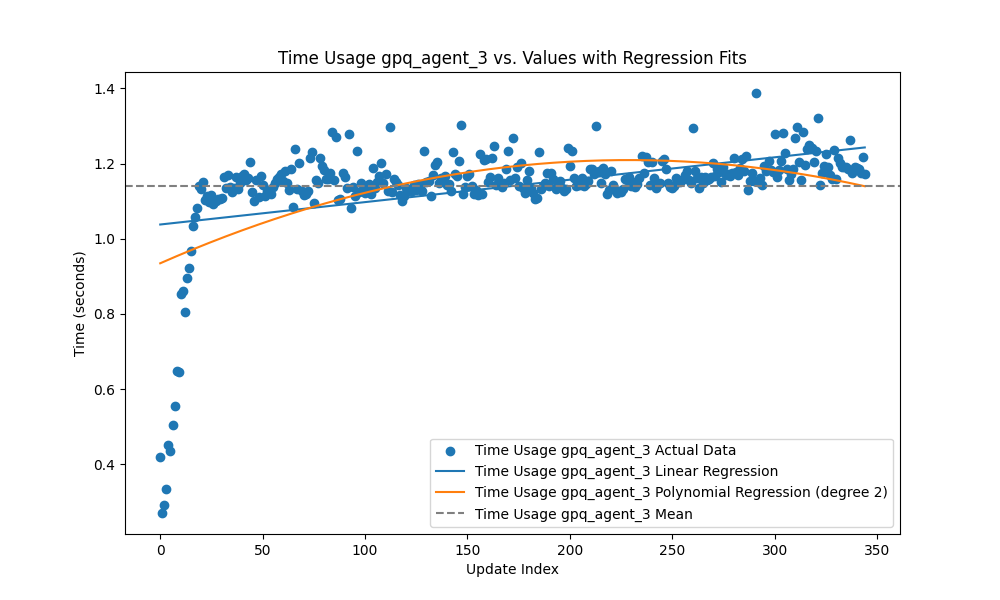 Time Usage gpq_agent_3 vs. Values with Regression Fits
Time (seconds)
1.4
1.2
1.0
0.8
0.6
0.4
0
50
100
150
200
250
300
350
Update Index
Time Usage gpq_agent_3 Actual Data
Time Usage gpq_agent_3 Linear Regression
Time Usage gpq_agent_3 Polynomial Regression (degree 2)
Time Usage gpq_agent_3 Mean